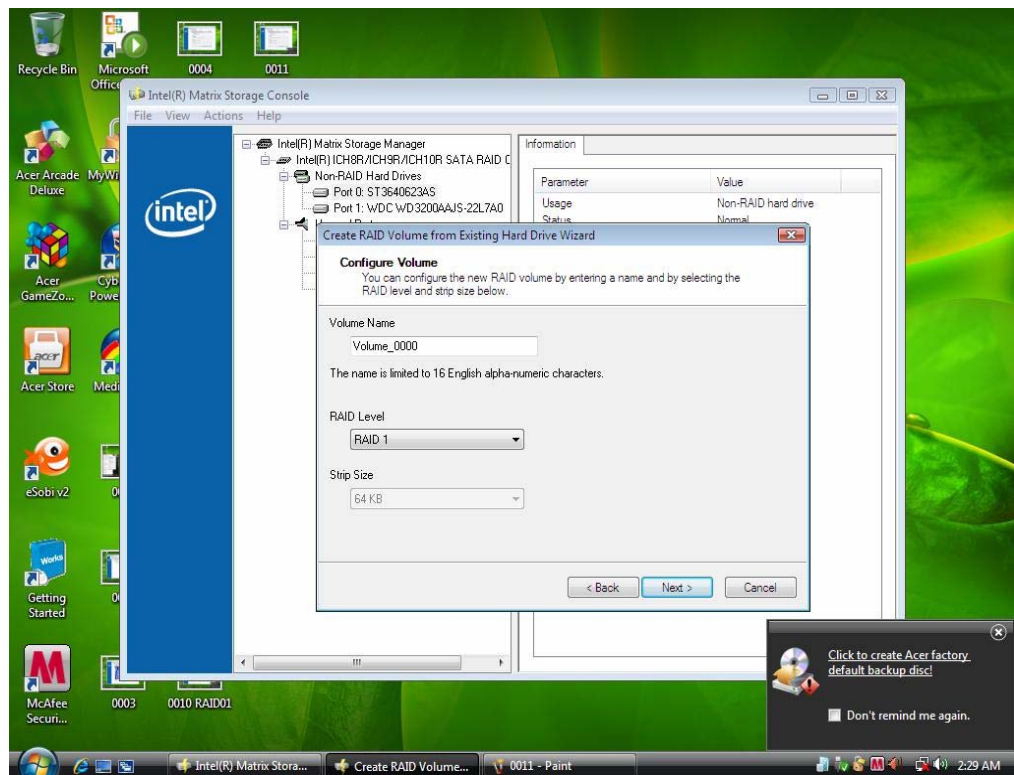 Recycle Bin
Microsoft
Office
0004
0011
Intel(R) Matrix Storage Console
File View Actions Help
Intel(R) Matrix Storage Manager
Intel(R) ICH8R/ICH9R/ICH10R SATA RAID C
Non-RAID Hard Drives
Port 0: ST3640623AS
Port 1: WDC WD3200AAJS-22L7A0
Information
Parameter Value
Usage Non-RAID hard drive
Status Normal
intel
Acer Arcade
Deluxe
MyWi
Acer
GameZo...
Cyb
Powe
acer
Acer Store
Medi
eSobi v2
Works
Getting
Started
McAfee
Securi...
0003
0010 RAID01
Create RAID Volume from Existing Hard Drive Wizard
Configure Volume
You can configure the new RAID volume by entering a name and by selecting the
RAID level and strip size below.
Volume Name
Volume_0000
The name is limited to 16 English alpha-numeric characters.
RAID Level
RAID 1
Strip Size
64 KB
< Back Next > Cancel
Click to create Acer factory
default backup disc!
Don't remind me again.
Intel(R) Matrix Stora...
Create RAID Volume...
0011 - Paint
2:29 AM